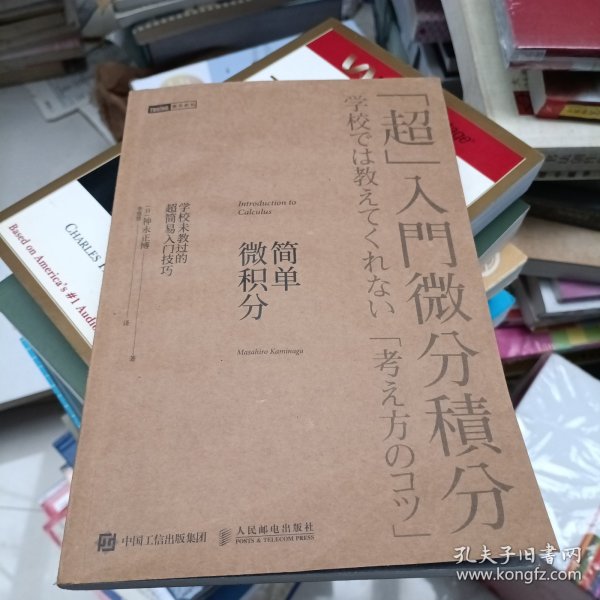 「超」入門微分積分
学校では教えてくれない「考え方のコツ」
Introduction to
Calculus
简单
微积分
学校未教过的
超简易入门技巧
[日]神永正博
著
译
Masahiro Kaminaga
中国工信出版集团
人民邮电出版社
POSTS & TELECOM PRESS
Based on America's #1 Audio
CHARLES
孔夫子旧书网
www.kongfz.com